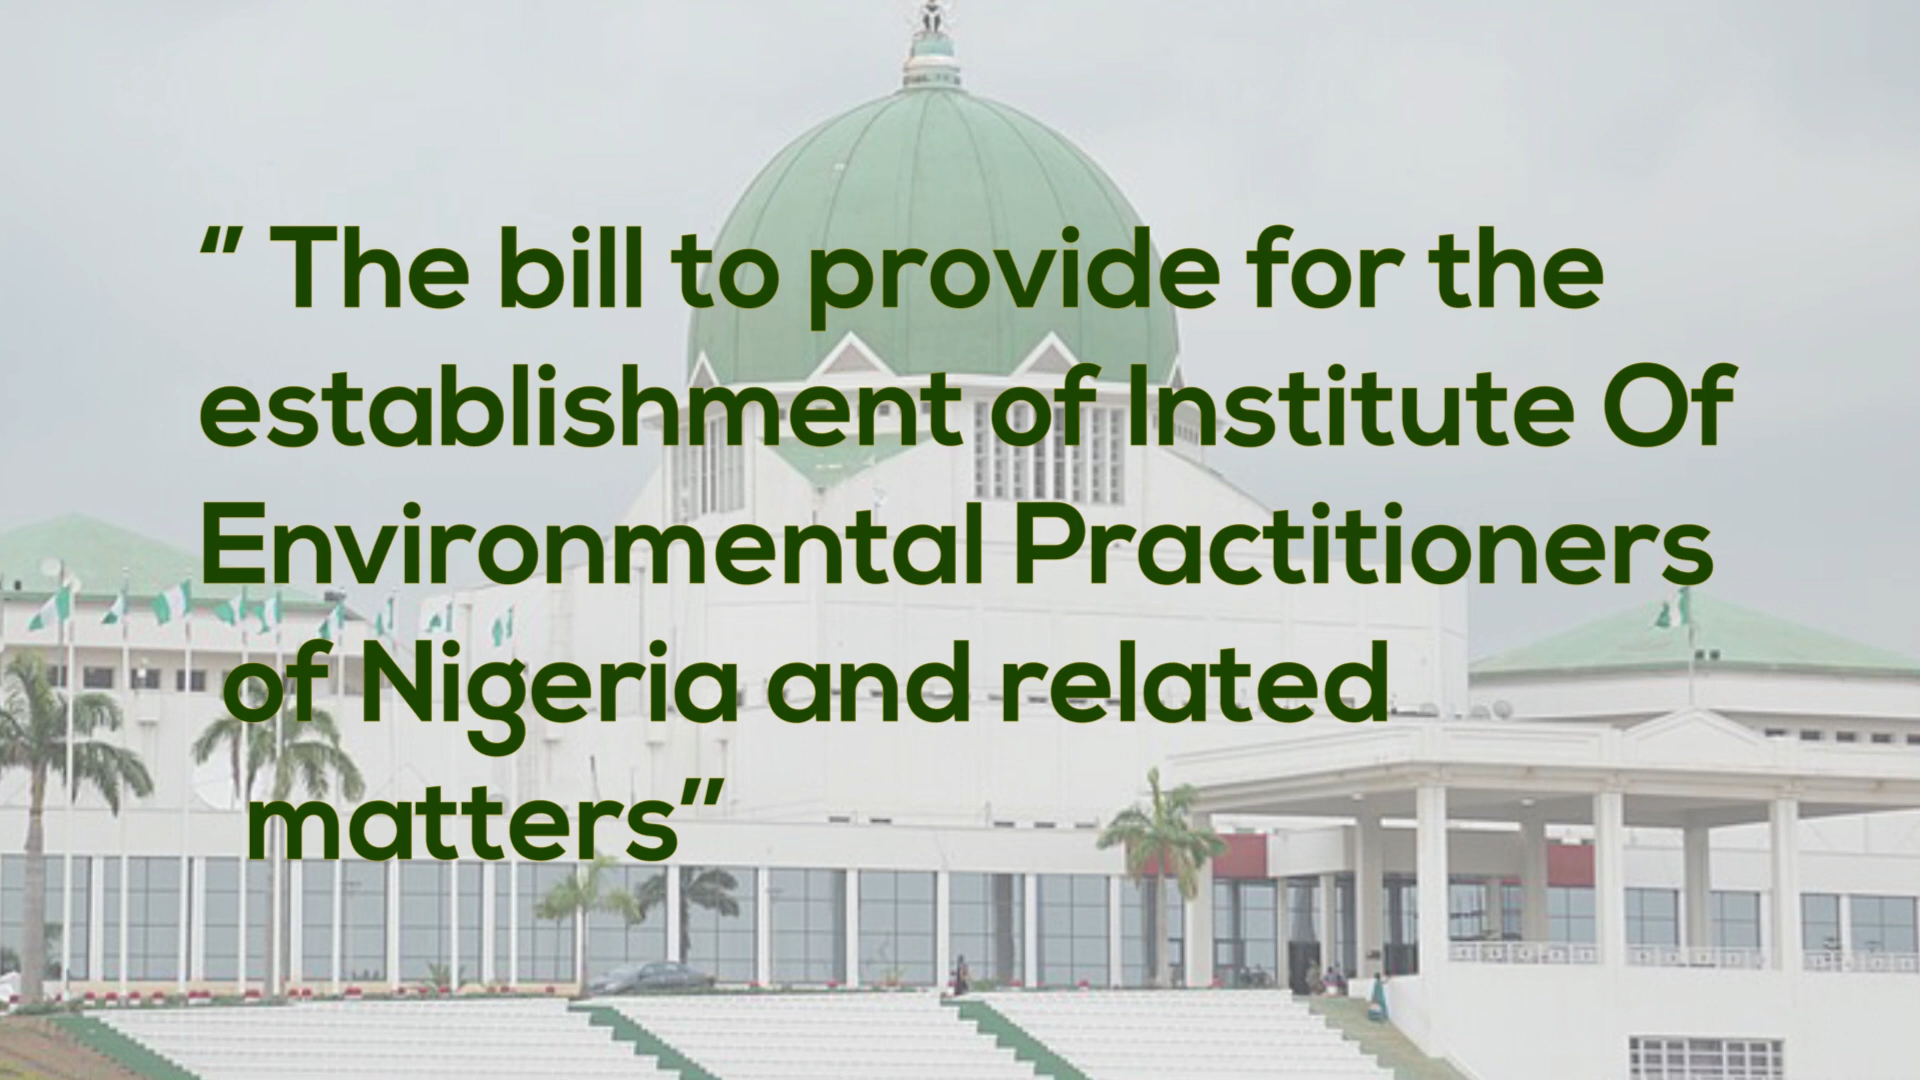 “ The bill to provide for the
establishment of Institute Of
Environmental Practitioners
of Nigeria and related
matters”